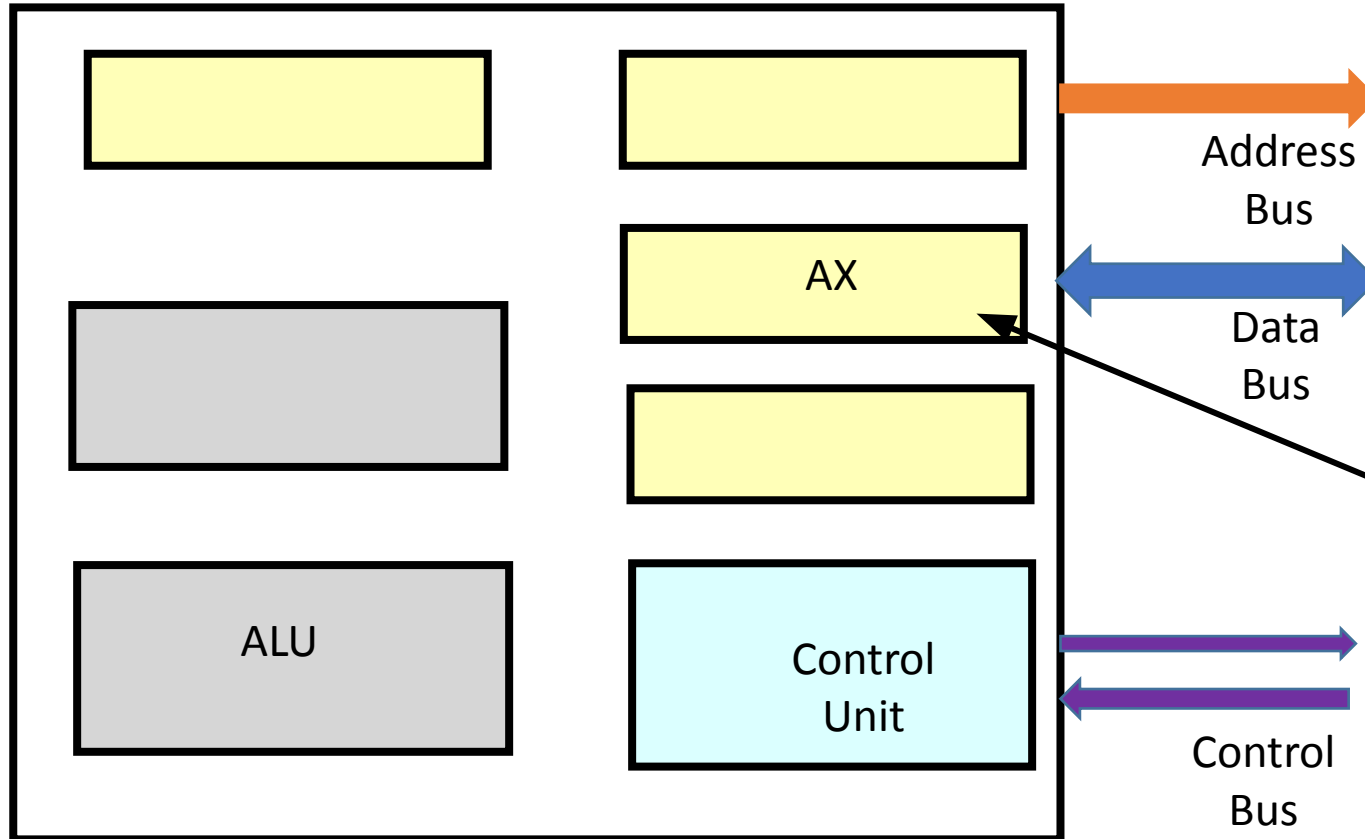 Address
Bus
AX
Data
Bus
ALU
Control
Unit
Control
Bus